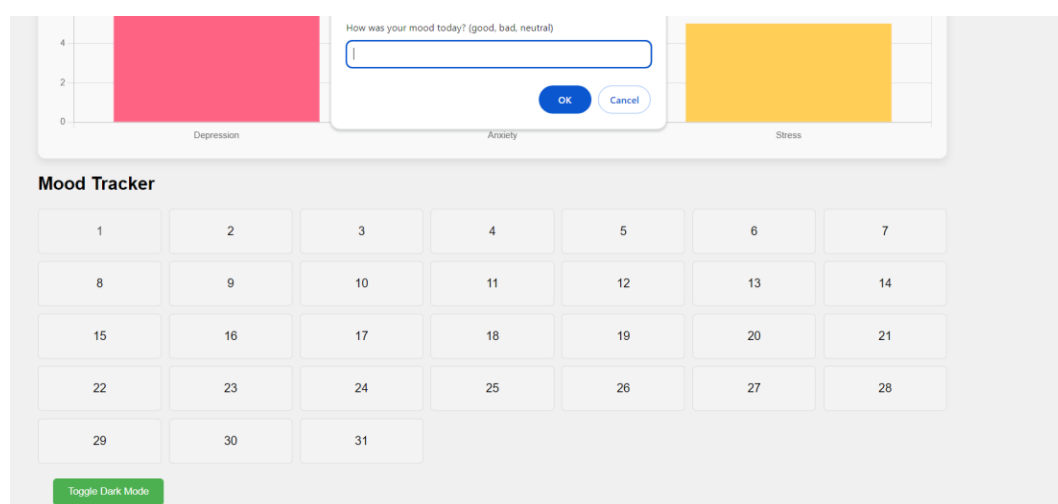 How was your mood today? (good, bad, neutral)
4
2
OK Cancel
0
Depression Anxiety Stress
Mood Tracker
1 2 3 4 5 6 7
8 9 10 11 12 13 14
15 16 17 18 19 20 21
22 23 24 25 26 27 28
29 30 31
Toggle Dark Mode